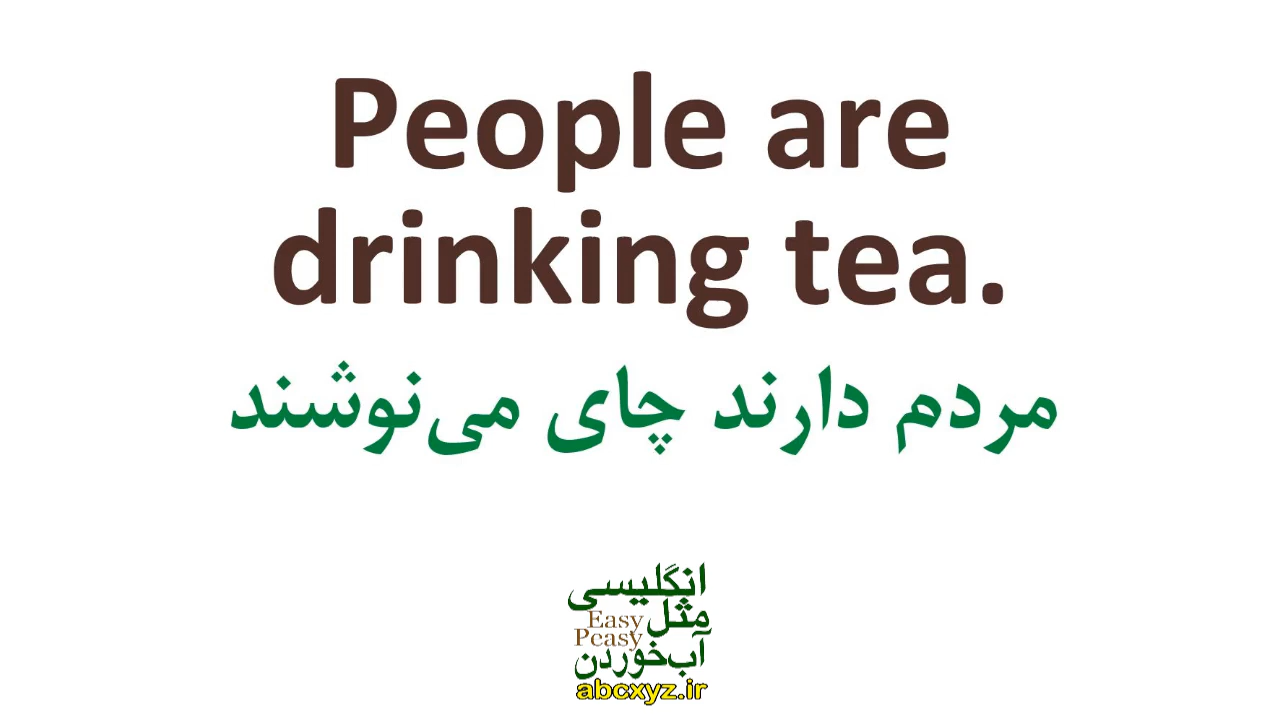 People are
drinking tea.
مردم دارند چای می‌نوشند
انگلیسی
مثل
Easy
Peasy
آب‌خوردن
abcxyz.ir